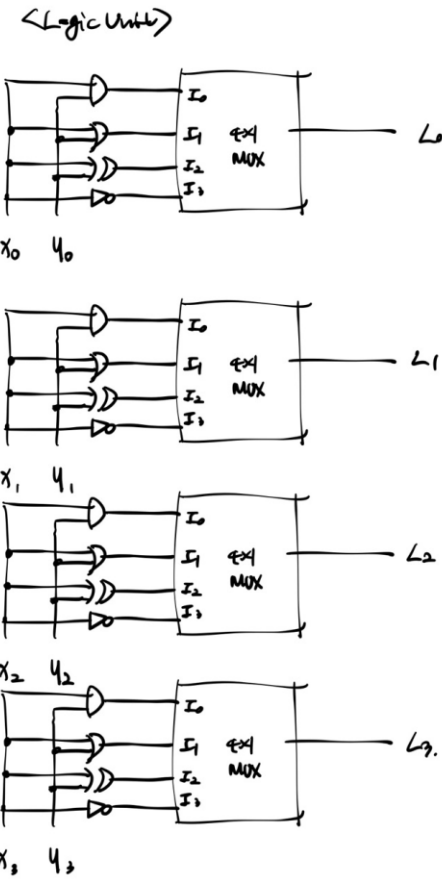 <Logic Unit>
I₀
I₁ 4x1
I₂ MUX
I₃
L₀
x₀ y₀
I₀
I₁ 4x1
I₂ MUX
I₃
L1
x₁ y₁
I₀
I₁ 4x1
I₂ MUX
I₃
L2
x₂ y₂
I₀
I₁ 4x1
I₂ MUX
I₃
L3.
x₃ y₃